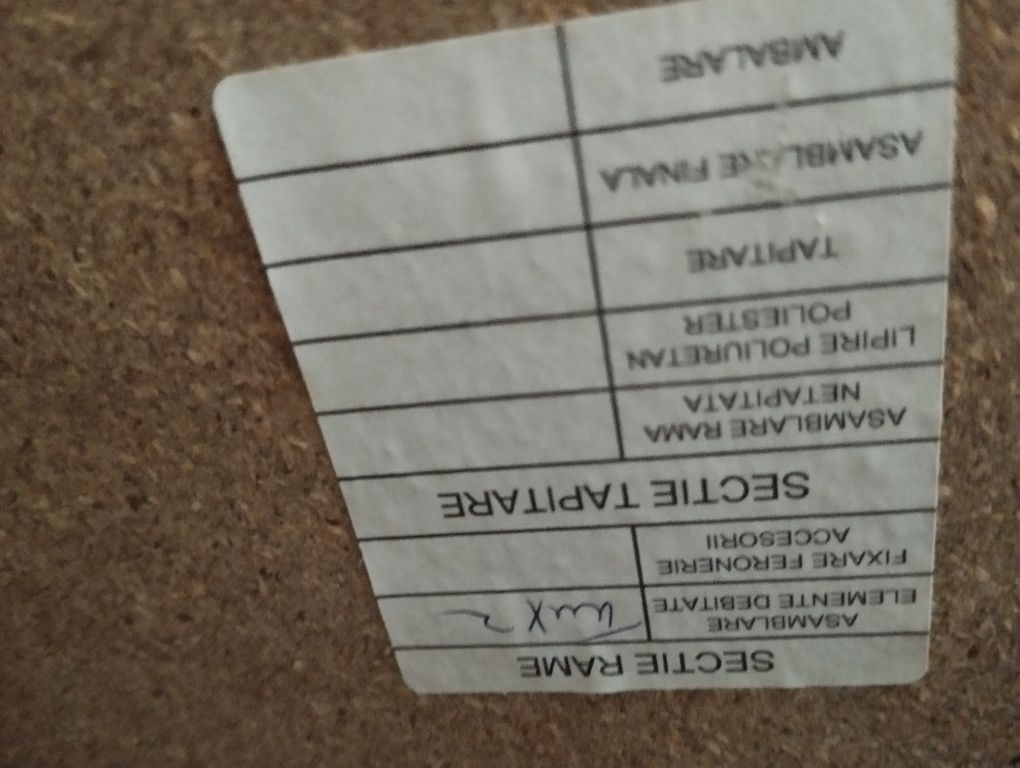 SECTIE RAME
ASAMBLARE
ELEMENTE DEBITATE
FIXARE FERONERIE
ACCESORII
SECTIE TAPITARE
ASAMBLARE RAMA
NETAPITATA
LIPIRE POLIURETAN
POLIESTER
TAPITARE
ASAMBLARE FINALA
AMBALARE